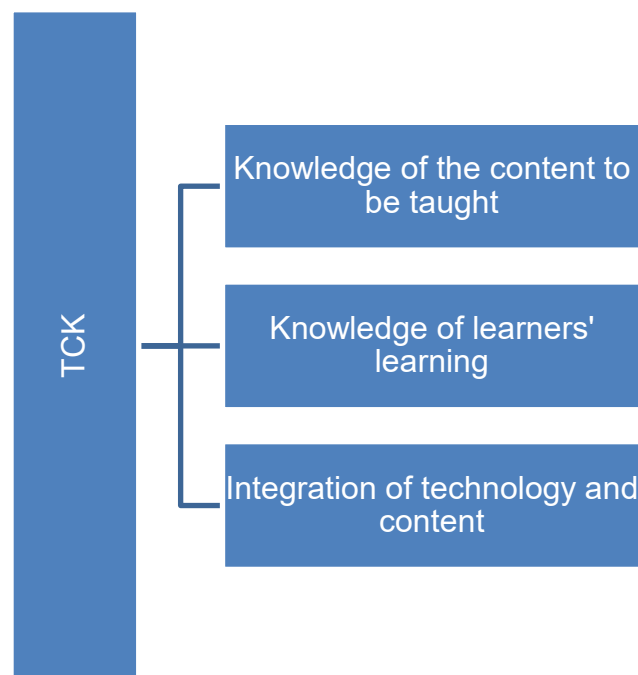 TCK
Knowledge of the content to
be taught
Knowledge of learners'
learning
Integration of technology and
content